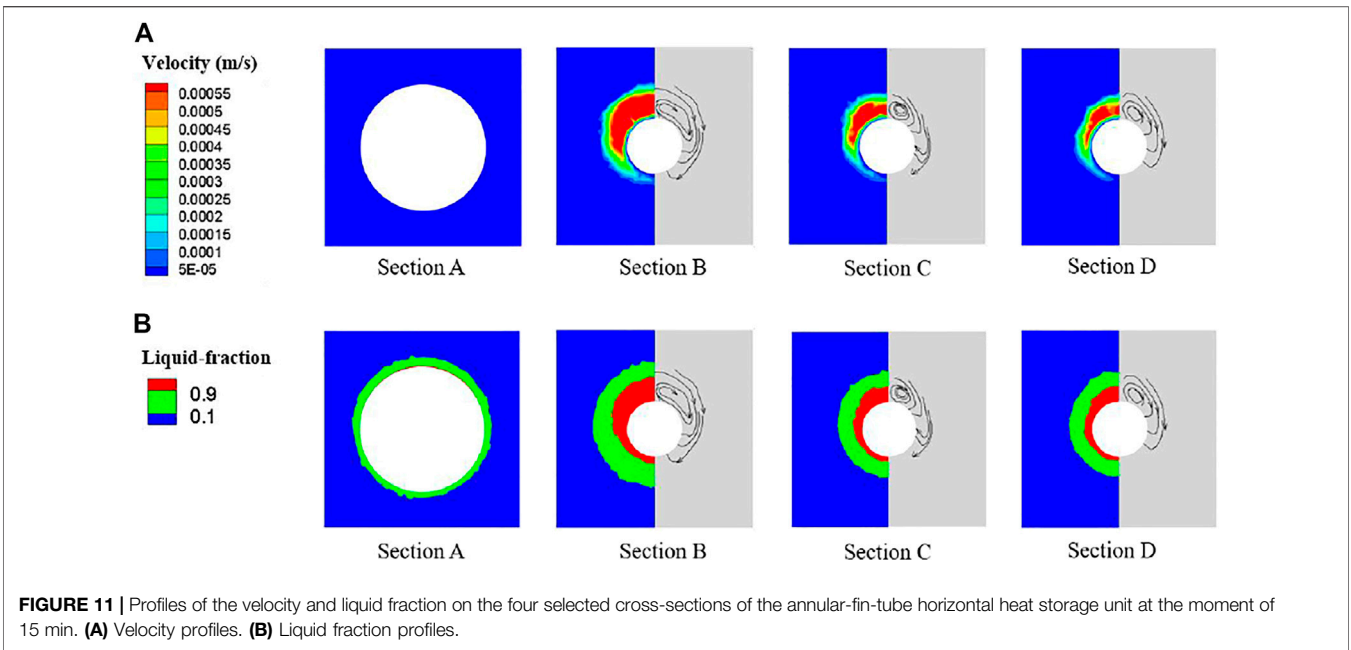 A
Velocity (m/s)
0.00055
0.0005
0.00045
0.0004
0.00035
0.0003
0.00025
0.0002
0.00015
0.0001
5E-05
Section A
Section B
Section C
Section D
B
Liquid-fraction
0.9
0.1
Section A
Section B
Section C
Section D
FIGURE 11 | Profiles of the velocity and liquid fraction on the four selected cross-sections of the annular-fin-tube horizontal heat storage unit at the moment of
15 min. (A) Velocity profiles. (B) Liquid fraction profiles.